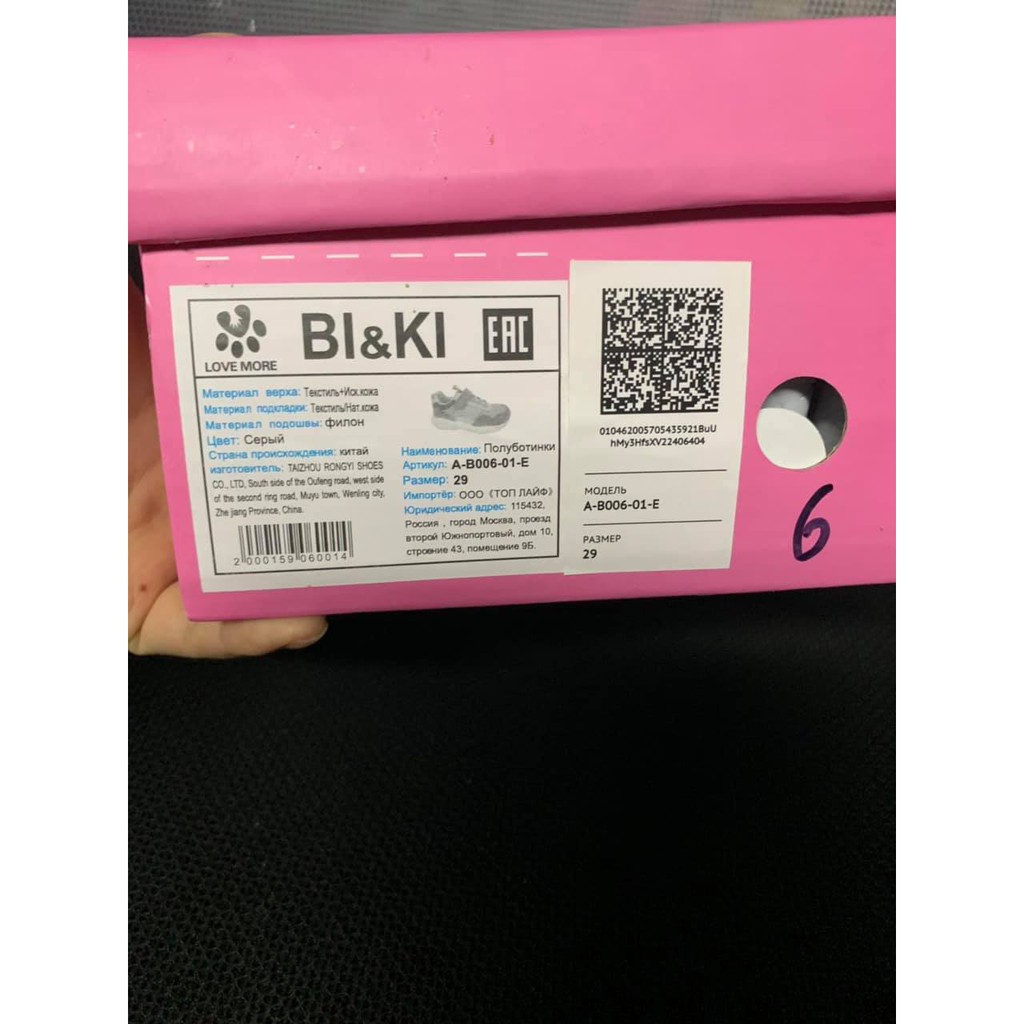 LOVE MORE
BI&KI
EAC
Материал верха: Текстиль+Иск.кожа
Материал подкладки: Текстиль/Нат.кожа
Материал подошвы: филон
Цвет: Серый
Страна происхождения: китай
изготовитель: TAIZHOU RONGYI SHOES
CO., LTD, South side of the Oufeng road, west side
of the second ring road, Muyu town, Wenling city,
Zhe jiang Province, China.
2 000159 060014
Наименование: Полуботинки
Артикул: A-B006-01-E
Размер: 29
Импортёр: ООО «ТОП ЛАЙФ»
Юридический адрес: 115432,
Россия , город Москва, проезд
второй Южнопортовый, дом 10,
строение 43, помещение 9Б.
010462005705435921BuU
hMy3HfsXV22406404
МОДЕЛЬ
A-B006-01-E
РАЗМЕР
29
6